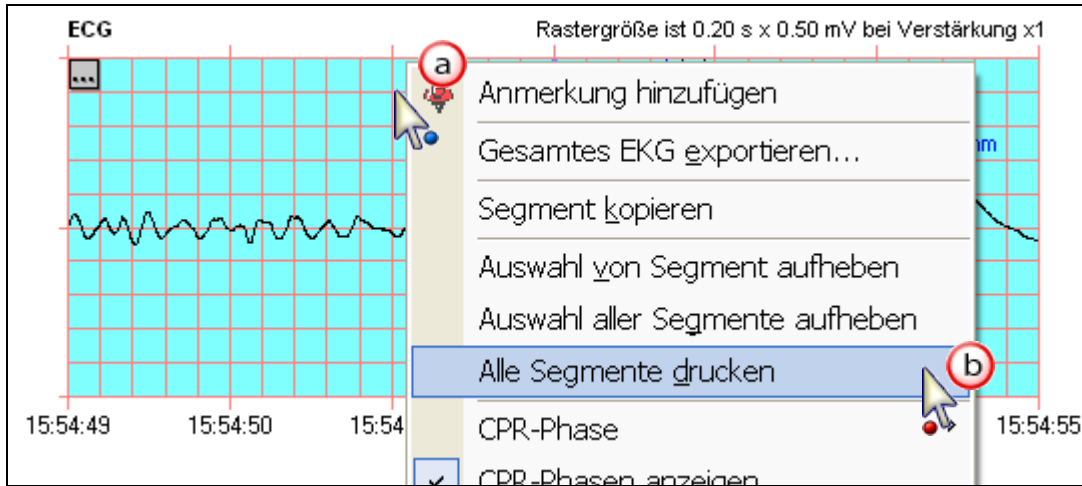 ECG
Rastergröße ist 0.20 s x 0.50 mV bei Verstärkung x1
...
a
Anmerkung hinzufügen
Gesamtes EKG exportieren...
nm
Segment kopieren
Auswahl von Segment aufheben
Auswahl aller Segmente aufheben
Alle Segmente drucken
b
15:54:49
15:54:50
15:54
15:54:55
CPR-Phase
CPR-Phasen anzeigen